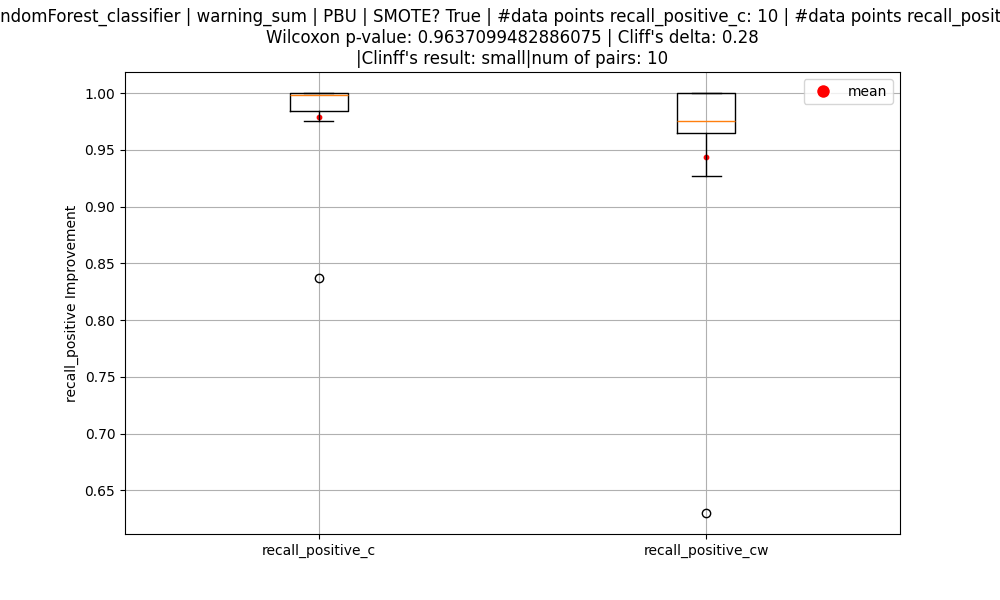 ndomForest_classifier | warning_sum | PBU | SMOTE? True | #data points recall_positive_c: 10 | #data points recall_posit
Wilcoxon p-value: 0.9637099482886075 | Cliff's delta: 0.28
|Clinff's result: small|num of pairs: 10
mean
1.00
0.95
0.90
0.85
0.80
0.75
0.70
0.65
recall_positive Improvement
recall_positive_c
recall_positive_cw